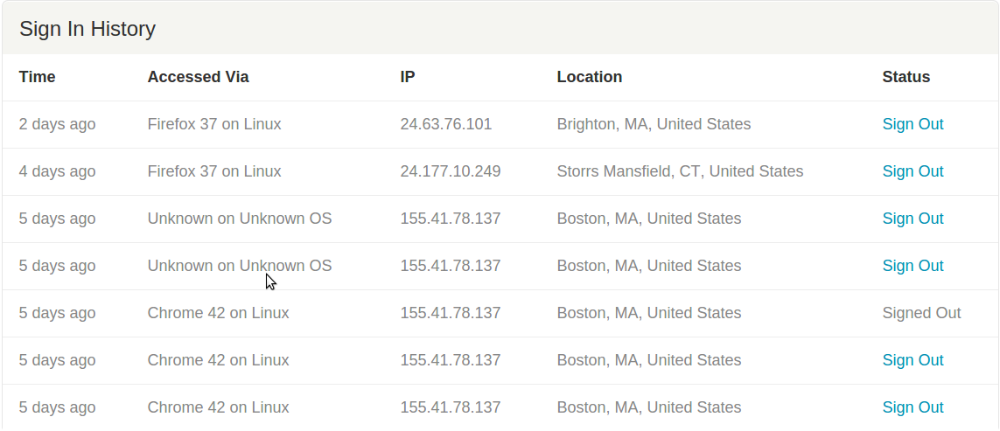 Sign In History
Time Accessed Via IP Location Status
2 days ago Firefox 37 on Linux 24.63.76.101 Brighton, MA, United States Sign Out
4 days ago Firefox 37 on Linux 24.177.10.249 Storrs Mansfield, CT, United States Sign Out
5 days ago Unknown on Unknown OS 155.41.78.137 Boston, MA, United States Sign Out
5 days ago Unknown on Unknown OS 155.41.78.137 Boston, MA, United States Sign Out
5 days ago Chrome 42 on Linux 155.41.78.137 Boston, MA, United States Signed Out
5 days ago Chrome 42 on Linux 155.41.78.137 Boston, MA, United States Sign Out
5 days ago Chrome 42 on Linux 155.41.78.137 Boston, MA, United States Sign Out